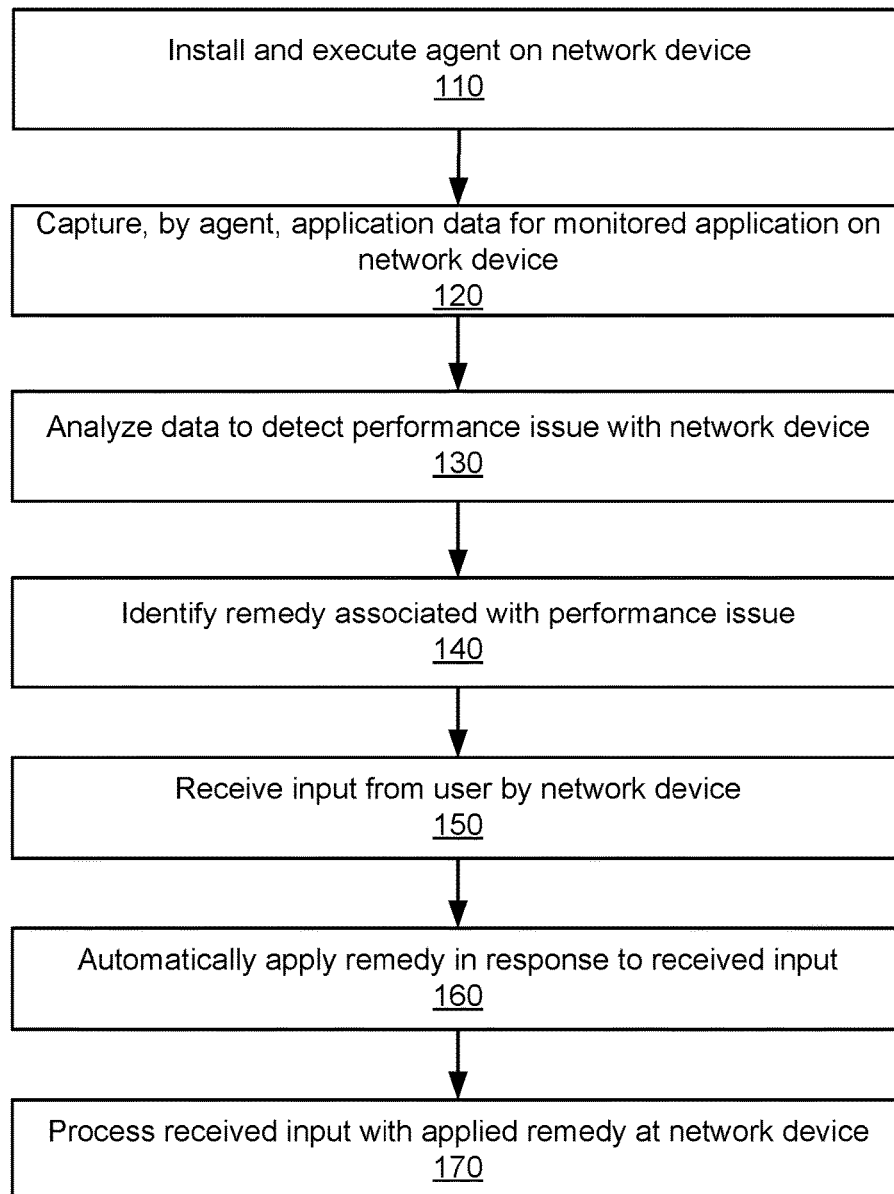 Install and execute agent on network device
110
Capture, by agent, application data for monitored application on
network device
120
Analyze data to detect performance issue with network device
130
Identify remedy associated with performance issue
140
Receive input from user by network device
150
Automatically apply remedy in response to received input
160
Process received input with applied remedy at network device
170